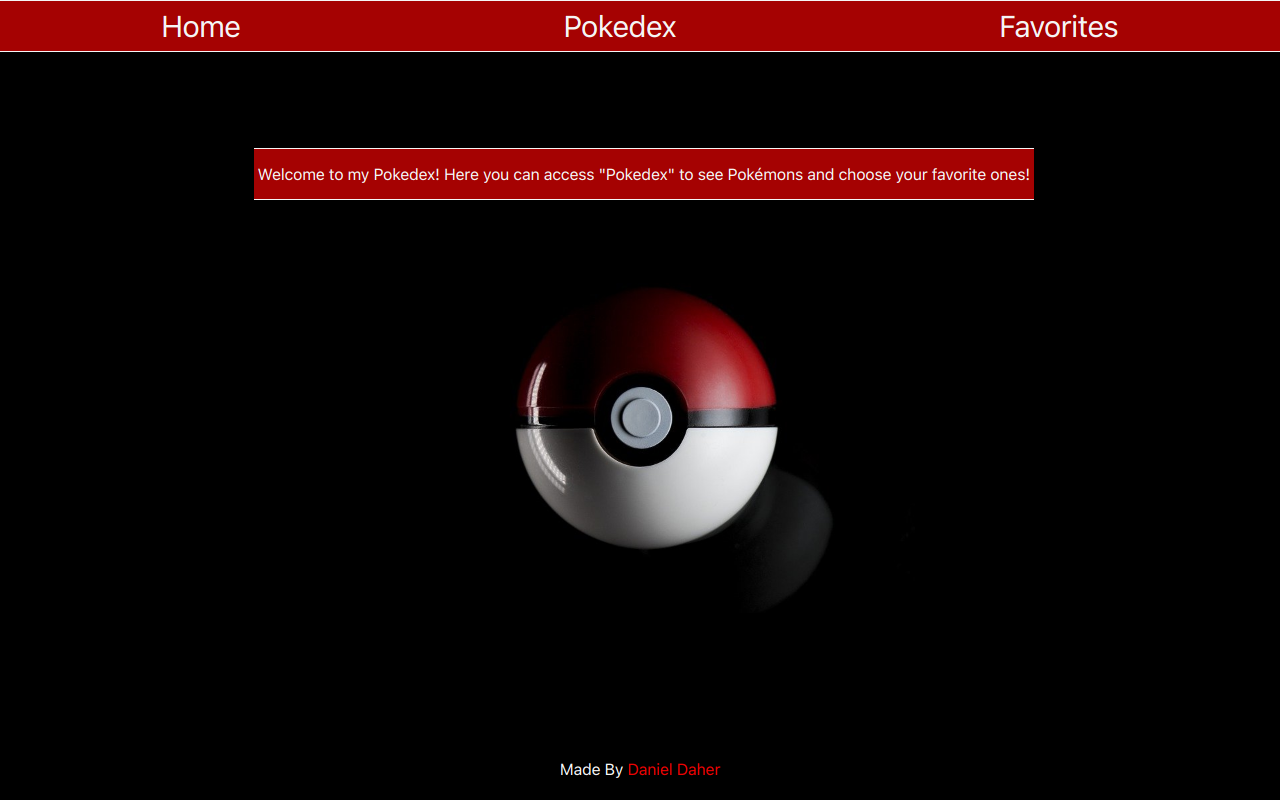 Home Pokedex Favorites
Welcome to my Pokedex! Here you can access "Pokedex" to see Pokémons and choose your favorite ones!
Made By Daniel Daher